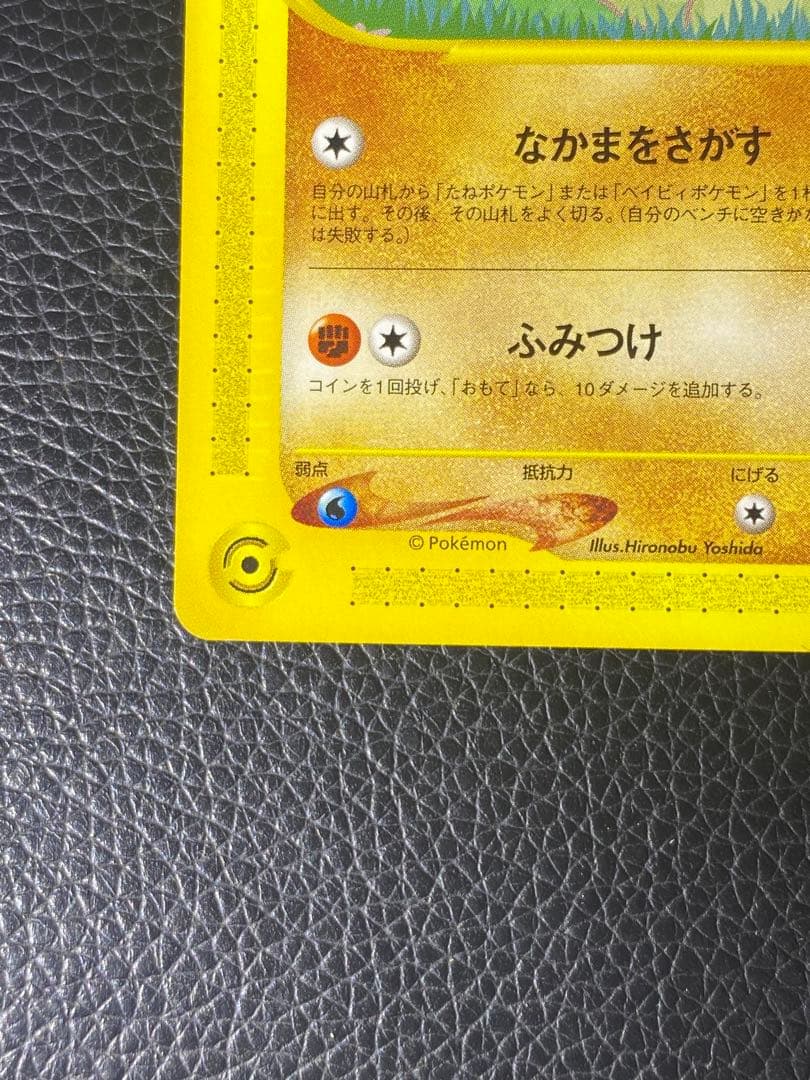 なかまをさがす
自分の山札から「たねポケモン」または「ベイビィポケモン」を1
に出す。その後、その山札をよく切る。(自分のベンチに空きがな
は失敗する。)
ふみつけ
コインを1回投げ、「おもて」なら、10ダメージを追加する。
弱点 抵抗力 にげる
© Pokémon Illus.Hironobu Yoshida